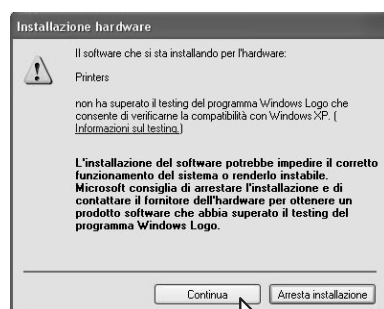 Installazione hardware
Il software che si sta installando per l'hardware:
Printers
non ha superato il testing del programma Windows Logo che
consente di verificarne la compatibilità con Windows XP. (
Informazioni sul testing.)
L'installazione del software potrebbe impedire il corretto
funzionamento del sistema o renderlo instabile.
Microsoft consiglia di arrestare l'installazione e di
contattare il fornitore dell'hardware per ottenere un
prodotto software che abbia superato il testing del
programma Windows Logo.
Continua Arresta installazione